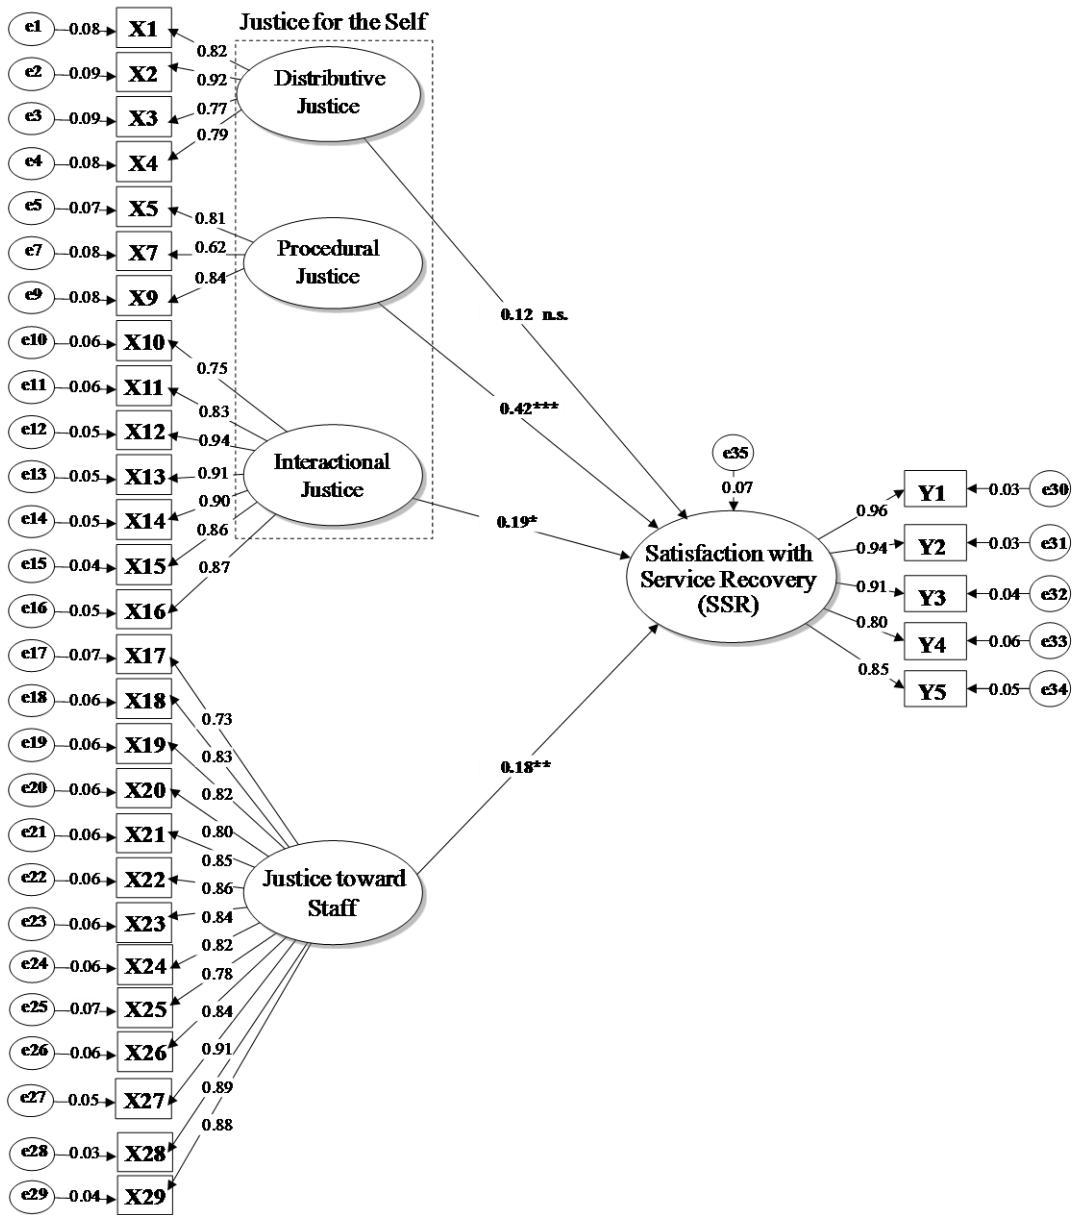 Justice for the Self
e1 0.08 X1
0.82
e2 0.09 X2
0.92
Distributive
Justice
e3 0.09 X3
0.77
e4 0.08 X4
0.79
e5 0.07 X5
0.81
e7 0.08 X7
0.62
Procedural
Justice
e9 0.08 X9
0.84
0.12 n.s.
e10 0.06 X10
0.75
e11 0.06 X11
0.83
0.42***
e12 0.05 X12
0.94
e13 0.05 X13
0.91
Interactional
Justice
e14 0.05 X14
0.90
0.19*
e15 0.04 X15
0.86
e16 0.05 X16
0.87
e35
0.07
Satisfaction with
Service Recovery
(SSR)
0.96
Y1 0.03 e30
0.94
Y2 0.03 e31
0.91
Y3 0.04 e32
0.80
Y4 0.06 e33
0.85
Y5 0.05 e34
e17 0.07 X17
0.73
e18 0.06 X18
0.83
e19 0.06 X19
0.82
0.18**
e20 0.06 X20
0.80
e21 0.06 X21
0.85
e22 0.06 X22
0.86
Justice toward
Staff
e23 0.06 X23
0.84
e24 0.06 X24
0.82
e25 0.07 X25
0.78
e26 0.06 X26
0.84
e27 0.05 X27
0.91
e28 0.03 X28
0.89
e29 0.04 X29
0.88